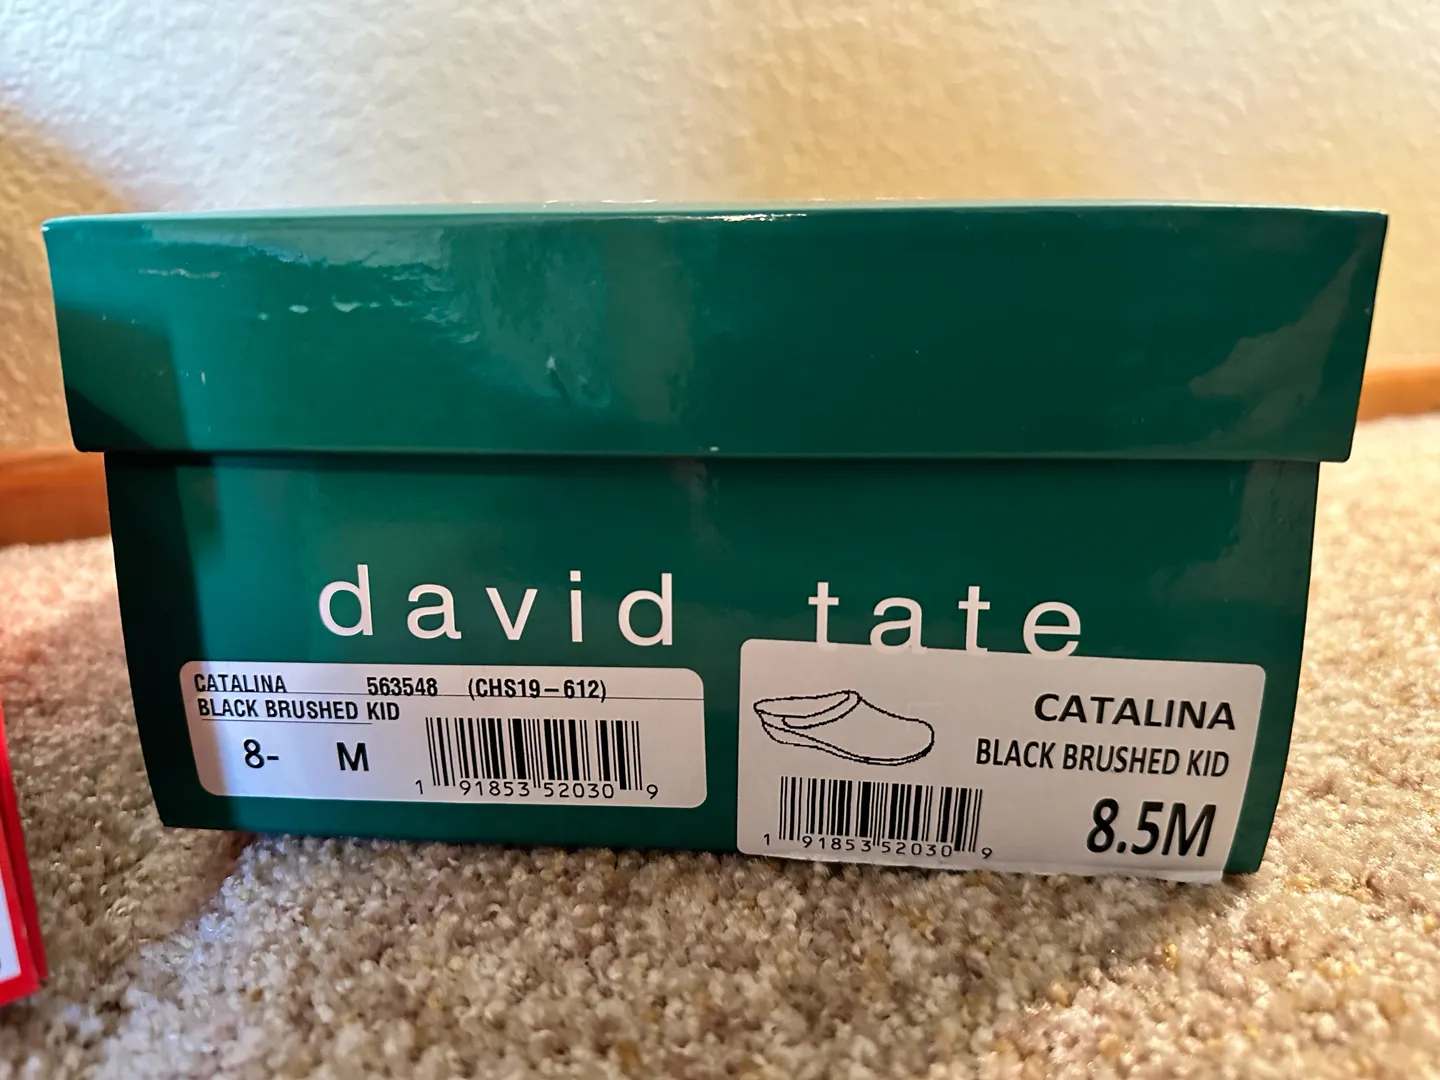 david tate
CATALINA 563548 (CHS19-612)
BLACK BRUSHED KID
8- M
1 91853 52030 9
CATALINA
BLACK BRUSHED KID
8.5M
1 91853 52030 9